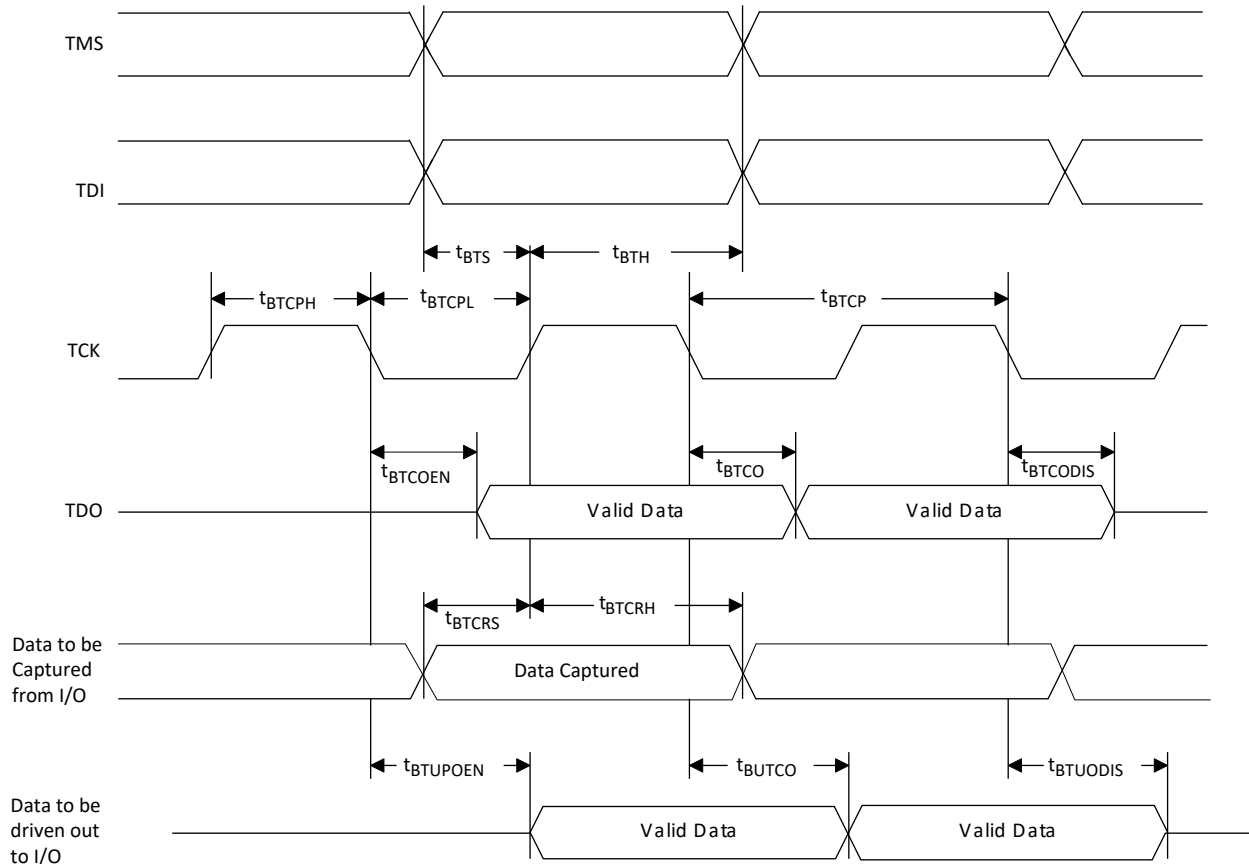 TMS
TDI
tBTS
tBTH
tBTCPH
tBTCPL
tBTCP
TCK
tBTCOEN
tBTCO
tBTCODIS
TDO
Valid Data
Valid Data
tBTCRS
tBTCRH
Data to be
Captured
from I/O
Data Captured
tBTUPOEN
tBUTCO
tBTUODIS
Data to be
driven out
to I/O
Valid Data
Valid Data